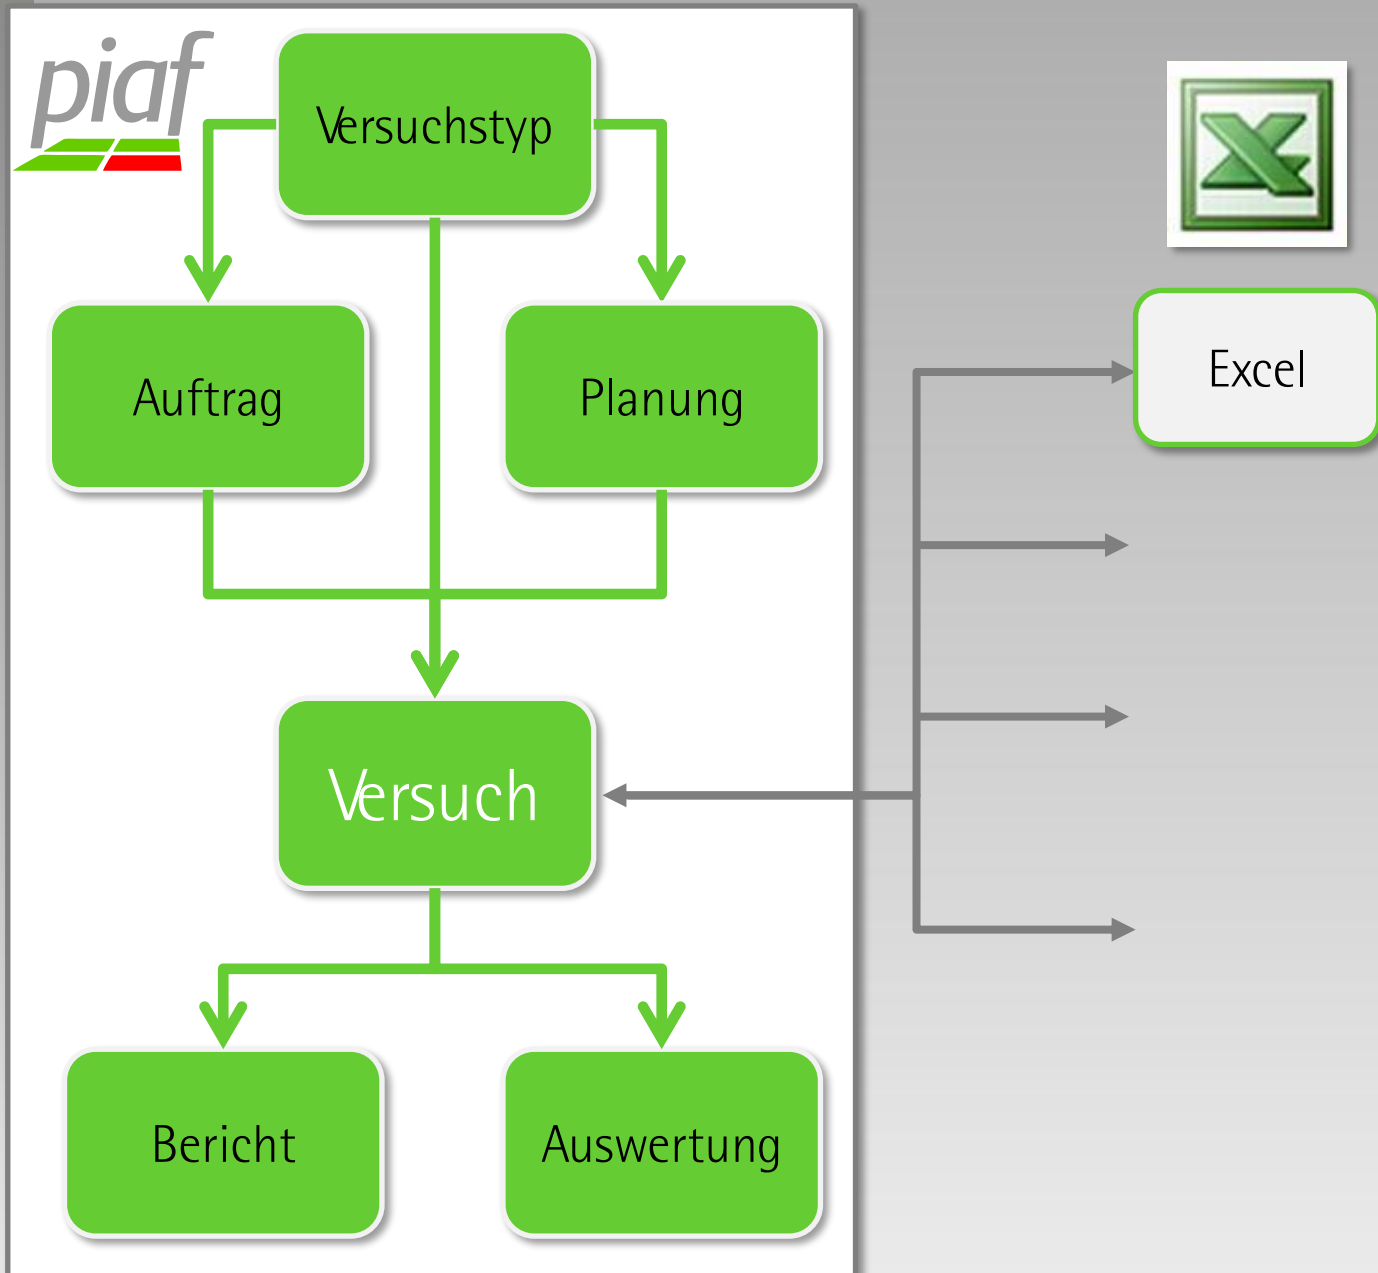 piaf
Versuchstyp
Auftrag
Planung
Excel
Versuch
Bericht
Auswertung